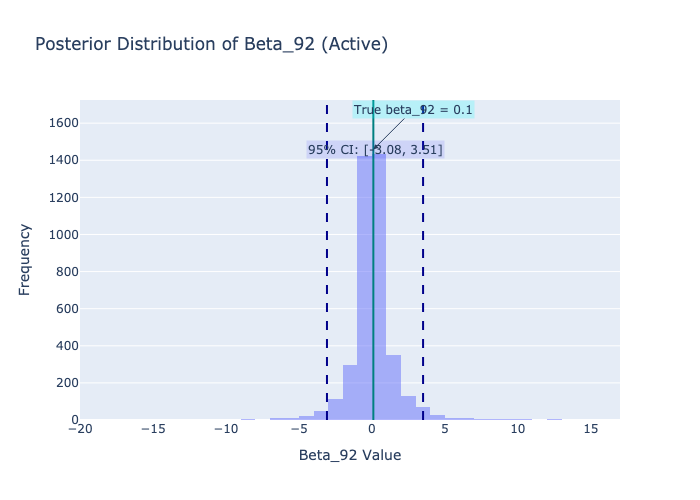 Posterior Distribution of Beta_92 (Active)
True beta_92 = 0.1
95% CI: [-3.08, 3.51]
1600
1400
1200
1000
800
600
400
200
0
Frequency
−20 −15 −10 −5 0 5 10 15
Beta_92 Value